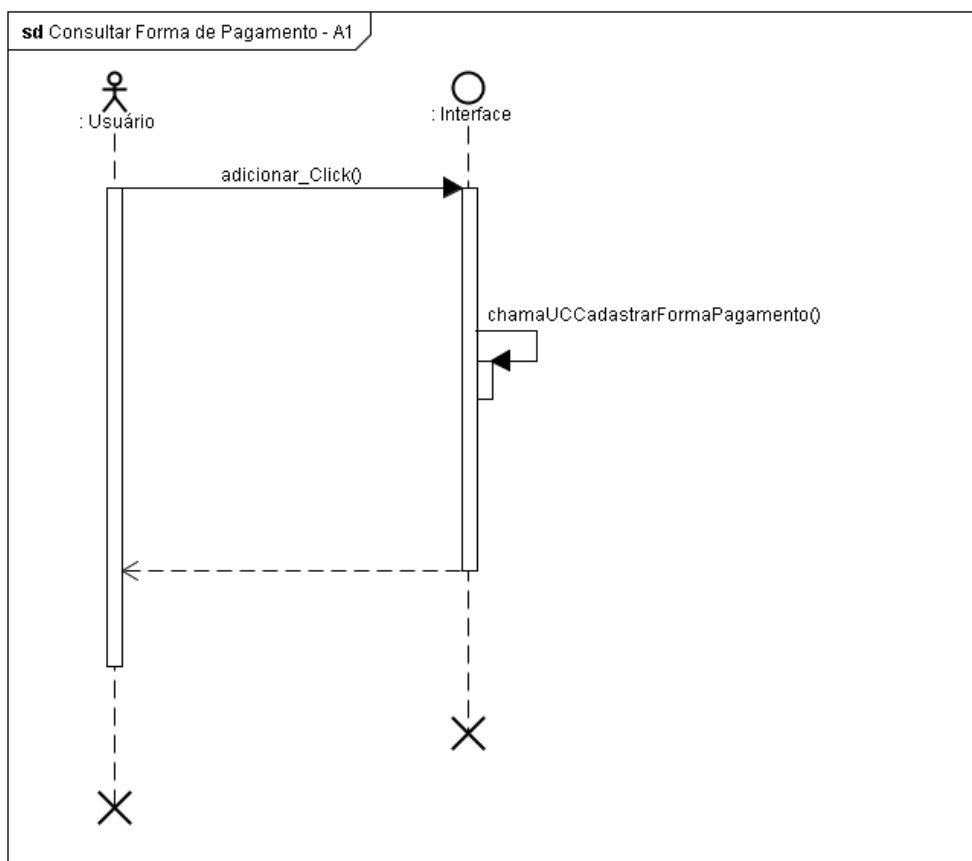 sd Consultar Forma de Pagamento - A1
: Usuário
: Interface
adicionar_Click()
chamaUCCadastrarFormaPagamento()